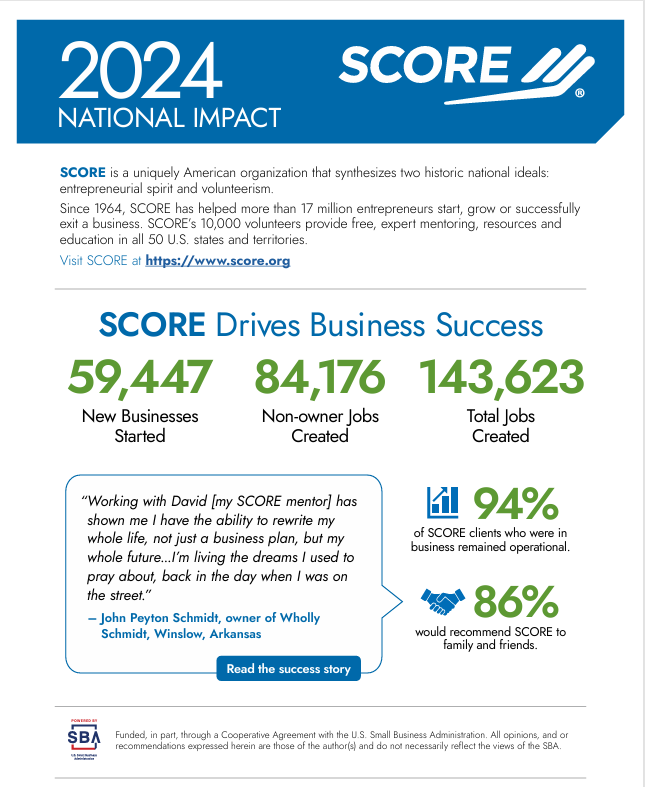 2024
NATIONAL IMPACT
SCORE
®
SCORE is a uniquely American organization that synthesizes two historic national ideals:
entrepreneurial spirit and volunteerism.
Since 1964, SCORE has helped more than 17 million entrepreneurs start, grow or successfully
exit a business. SCORE's 10,000 volunteers provide free, expert mentoring, resources and
education in all 50 U.S. states and territories.
Visit SCORE at https://www.score.org
SCORE Drives Business Success
59,447
New Businesses
Started
84,176
Non-owner Jobs
Created
143,623
Total Jobs
Created
“Working with David [my SCORE mentor] has
shown me I have the ability to rewrite my
whole life, not just a business plan, but my
whole future...I'm living the dreams I used to
pray about, back in the day when I was on
the street.”
– John Peyton Schmidt, owner of Wholly
Schmidt, Winslow, Arkansas
Read the success story
94%
of SCORE clients who were in
business remained operational.
86%
would recommend SCORE to
family and friends.
POWERED BY
SBA
U.S. Small Business
Administration
Funded, in part, through a Cooperative Agreement with the U.S. Small Business Administration. All opinions, and or
recommendations expressed herein are those of the author(s) and do not necessarily reflect the views of the SBA.